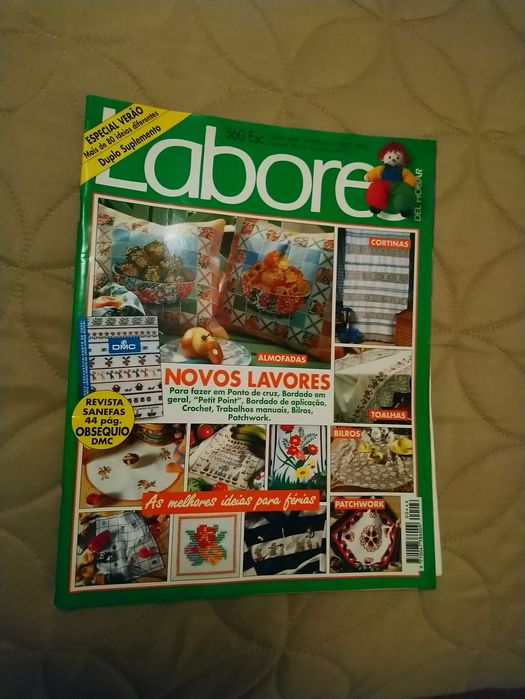 ESPECIAL VERÃO
Mais de 80 ideias diferentes
Duplo Suplemento
560 Esc.
Labores
DEL HOGAR
CORTINAS
DMC
ALMOFADAS
NOVOS LAVORES
Para fazer em Ponto de cruz, Bordado em
geral, "Petit Point", Bordado de aplicação,
Crochet, Trabalhos manuais, Bilros,
Patchwork.
TOALHAS
REVISTA
SANEFAS
44 pág.
OBSEQUIO
DMC
BILROS
As melhores ideias para férias
PATCHWORK